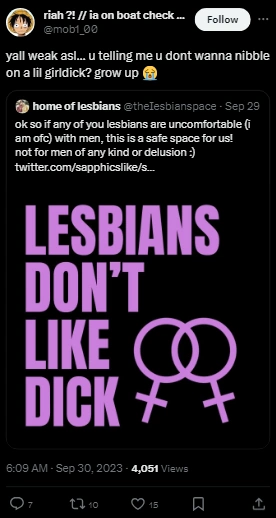 riah ?! // ia on boat check ...
@mob1_00
Follow
yall weak asl... u telling me u dont wanna nibble
on a lil girldick? grow up 😭
home of lesbians @thelesbianspace · Sep 29
ok so if any of you lesbians are uncomfortable (i
am ofc) with men, this is a safe space for us!
not for men of any kind or delusion :)
twitter.com/sapphicslike/s...
LESBIANS
DON'T
LIKE
DICK
6:09 AM · Sep 30, 2023 · 4,051 Views
7 10 15